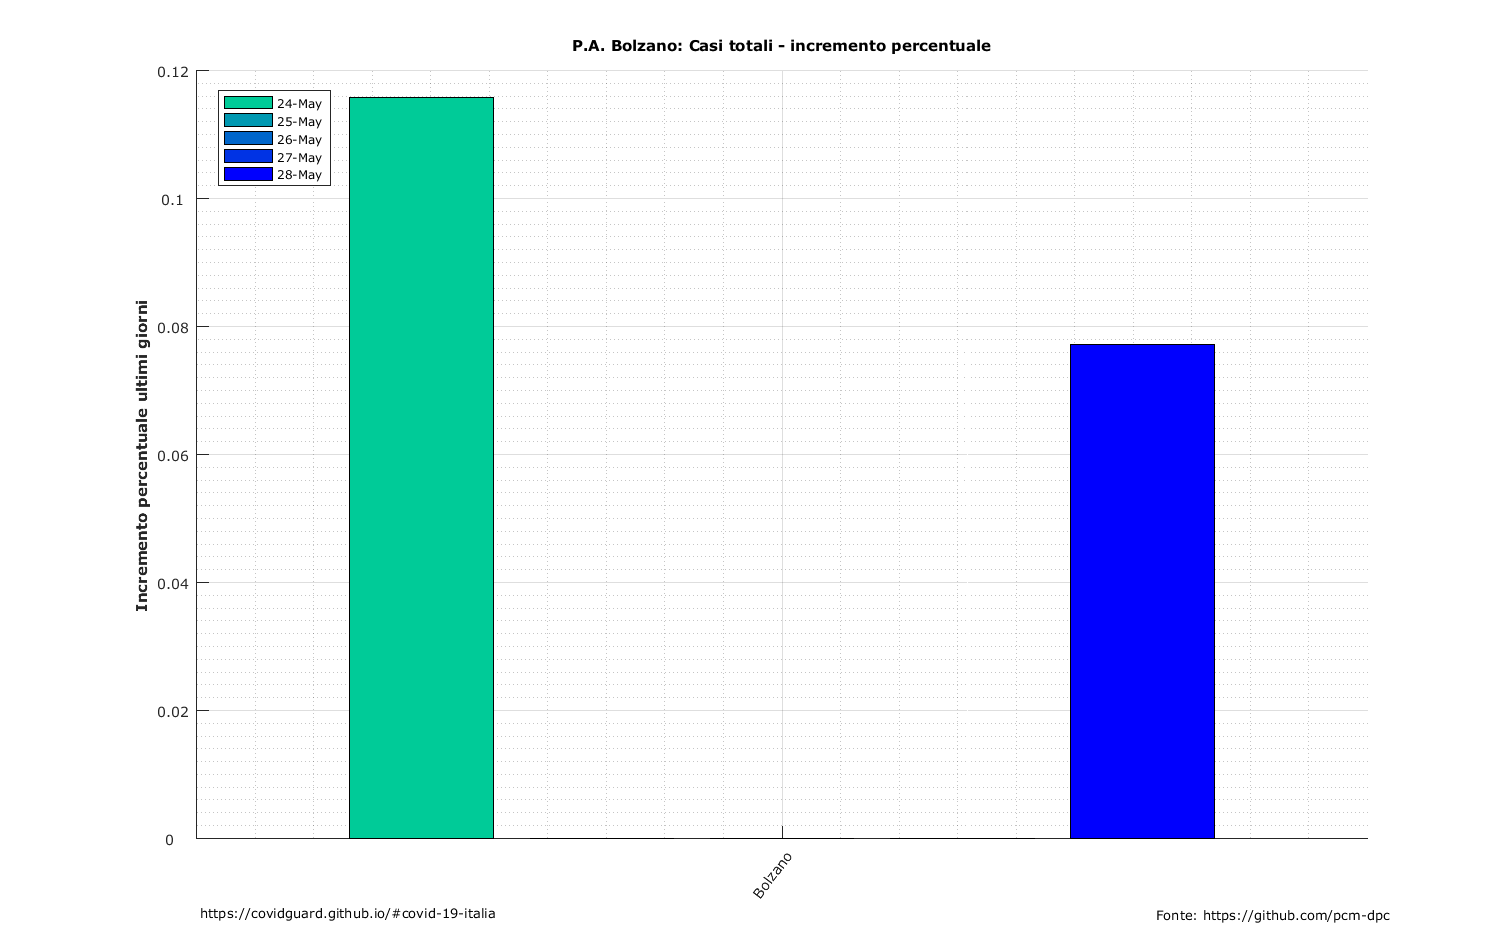 P.A. Bolzano: Casi totali - incremento percentuale
0.12
0.1
0.08
0.06
0.04
0.02
0
Incremento percentuale ultimi giorni
24-May
25-May
26-May
27-May
28-May
Bolzano
https://covidguard.github.io/#covid-19-italia
Fonte: https://github.com/pcm-dpc